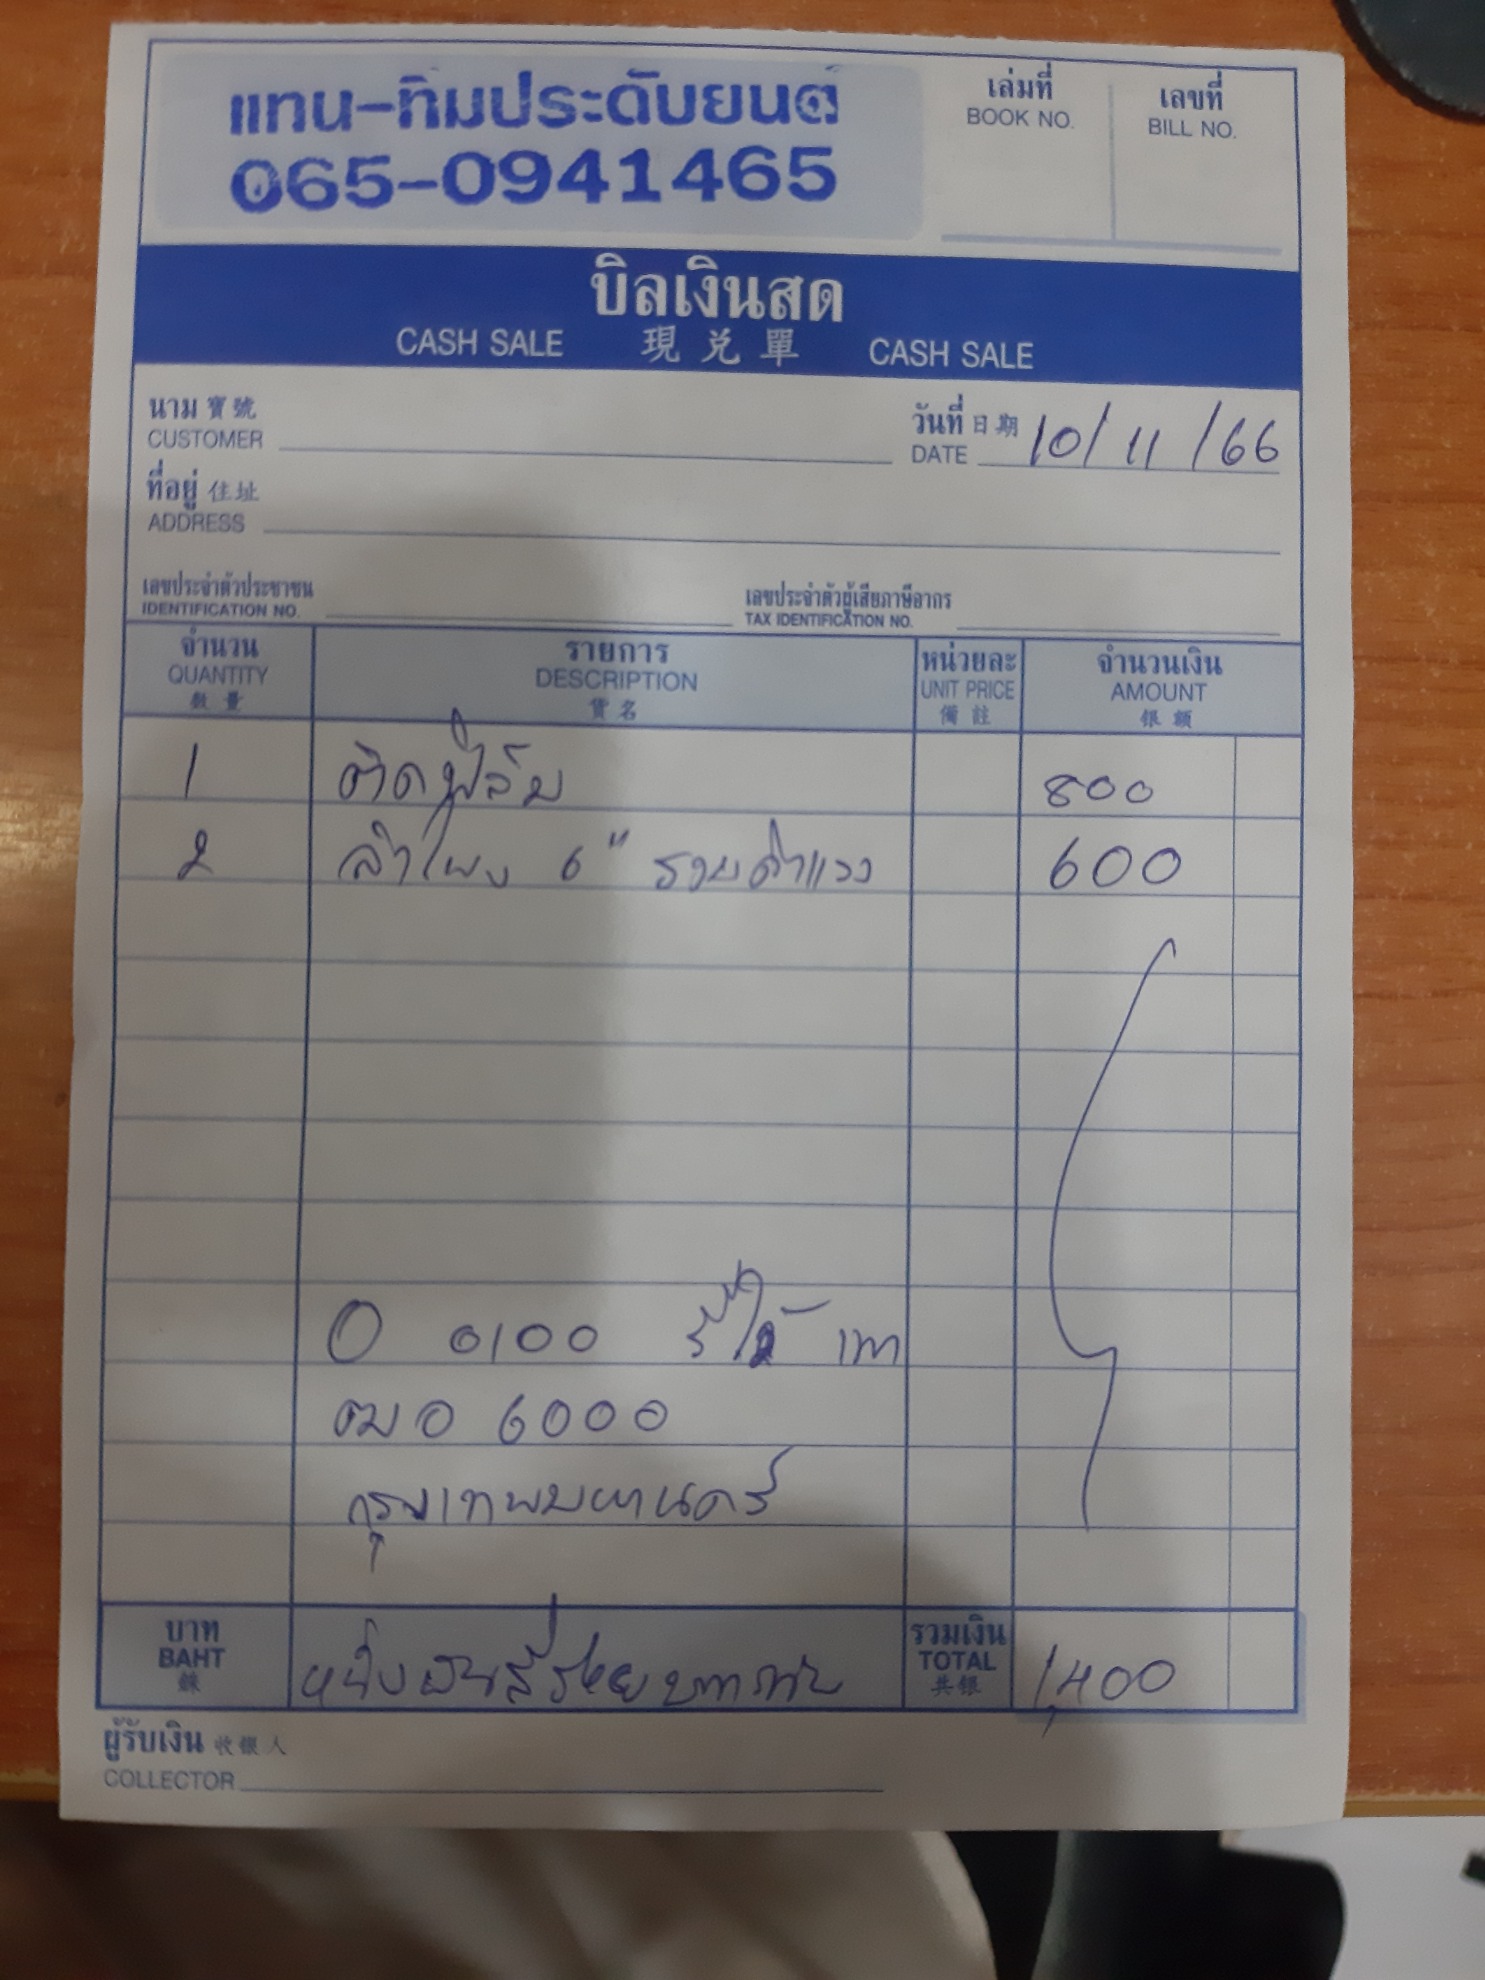 แทน-ทิมประดับยนต์
065-0941465
เล่มที่
BOOK NO.
เลขที่
BILL NO.
บิลเงินสด
CASH SALE 現兌單 CASH SALE
นาม 寶號
CUSTOMER
วันที่ 日期 10/11/66
DATE
ที่อยู่ 住址
ADDRESS
เลขประจำตัวประชาชน
IDENTIFICATION NO.
เลขประจำตัวผู้เสียภาษีอากร
TAX IDENTIFICATION NO.
จำนวน รายการ หน่วยละ จำนวนเงิน
QUANTITY DESCRIPTION UNIT PRICE AMOUNT
數量 貨名 備註 銀額
1 ติดฟิล์ม 800
2 ลำโพง 6" รวมค่าแรง 600
0 0100 เทา
6000
กรุงเทพมหานคร
บาท หนึ่งพันสี่ร้อยบาทถ้วน รวมเงิน 1,400
BAHT TOTAL
銖 共銀
ผู้รับเงิน 收銀人
COLLECTOR